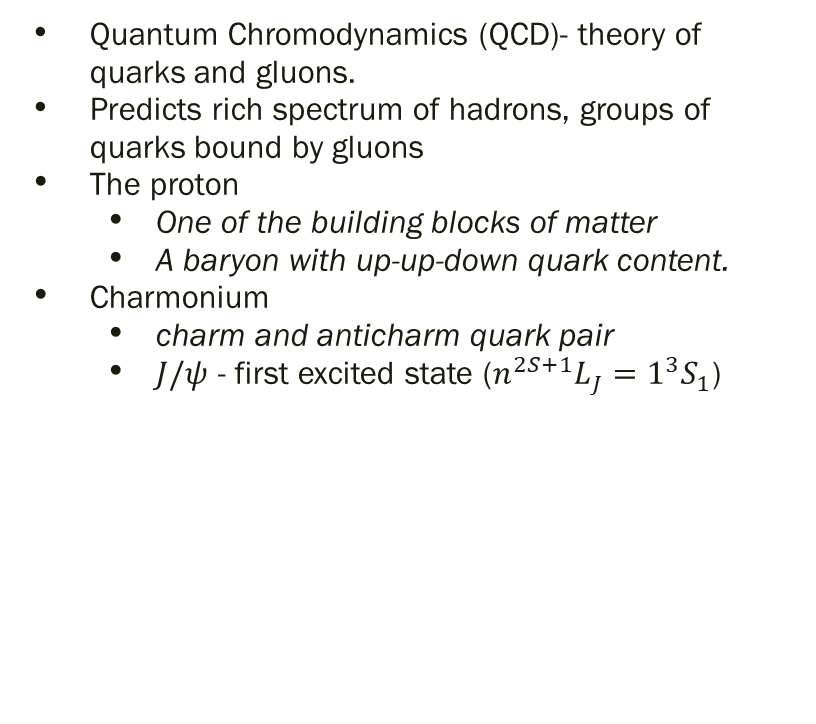 • Quantum Chromodynamics (QCD)- theory of
quarks and gluons.
• Predicts rich spectrum of hadrons, groups of
quarks bound by gluons
• The proton
• One of the building blocks of matter
• A baryon with up-up-down quark content.
• Charmonium
• charm and anticharm quark pair
• J/ψ - first excited state (n^{2S+1}L_J = 1^3S_1)